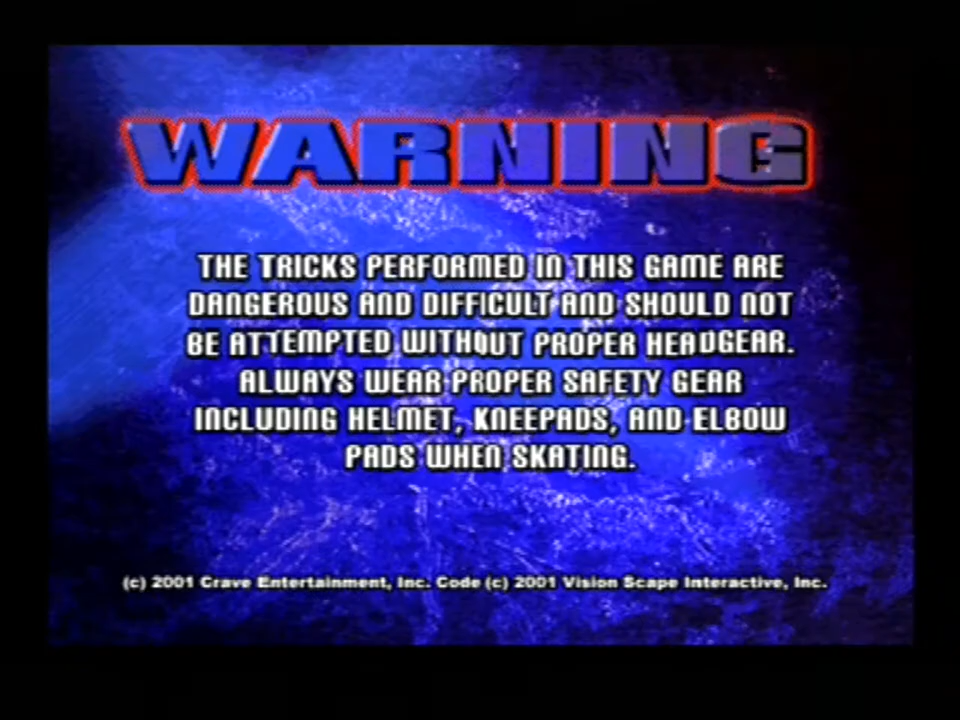 WARNING
THE TRICKS PERFORMED IN THIS GAME ARE
DANGEROUS AND DIFFICULT AND SHOULD NOT
BE ATTEMPTED WITHOUT PROPER HEADGEAR.
ALWAYS WEAR PROPER SAFETY GEAR
INCLUDING HELMET, KNEEPADS, AND ELBOW
PADS WHEN SKATING.
(c) 2001 Crave Entertainment, Inc. Code (c) 2001 Vision Scape Interactive, Inc.